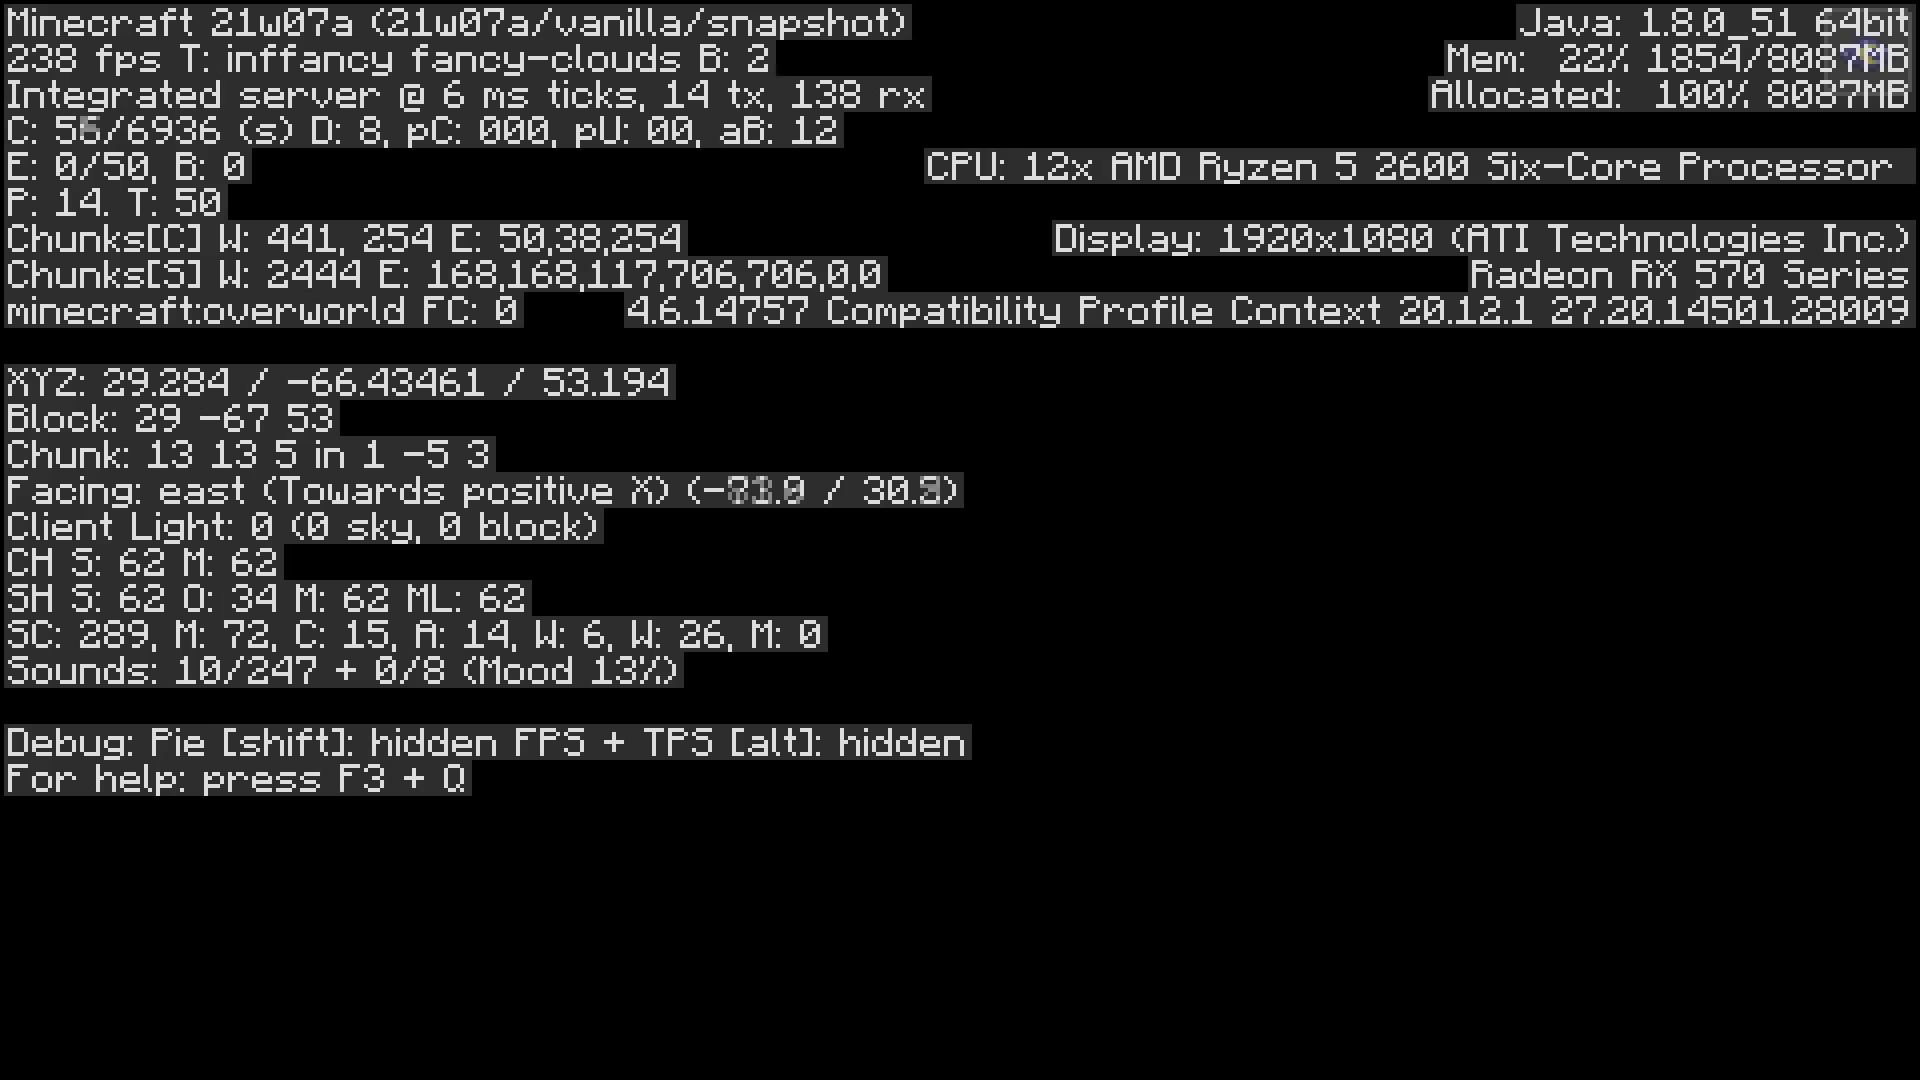 Minecraft 21w07a (21w07a/vanilla/snapshot)
238 fps T: inffancy fancy-clouds B: 2
Integrated server @ 6 ms ticks, 14 tx, 138 rx
C: /6936 (s) D: 8, pC: 000, pU: 00, aB: 12
E: 0/50, B: 0
P: 14. T: 50
Chunks[C] W: 441, 254 E: 50,38,254
Chunks[S] W: 2444 E: 168,168,117,706,706,0,0
minecraft:overworld FC: 0
XYZ: 29.284 / -66.43461 / 53.194
Block: 29 -67 53
Chunk: 13 13 5 in 1 -5 3
Facing: east (Towards positive X)
Client Light: 0 (0 sky, 0 block)
CH S: 62 M: 62
SH S: 62 O: 34 M: 62 ML: 62
SC: 289, M: 72, C: 15, A: 14, W: 6, W: 26, M: 0
Sounds: 10/247 + 0/8 (Mood 13%)
Debug: Pie [shift]: hidden FPS + TPS [alt]: hidden
For help: press F3 + Q
Java: 1.8.0_51 64bit
Mem: 22% 1854/8087MB
Allocated: 100% 8087MB
CPU: 12x AMD Ryzen 5 2600 Six-Core Processor
Display: 1920x1080 (ATI Technologies Inc.)
Radeon RX 570 Series
4.6.14757 Compatibility Profile Context 20.12.1 27.20.14501.28009